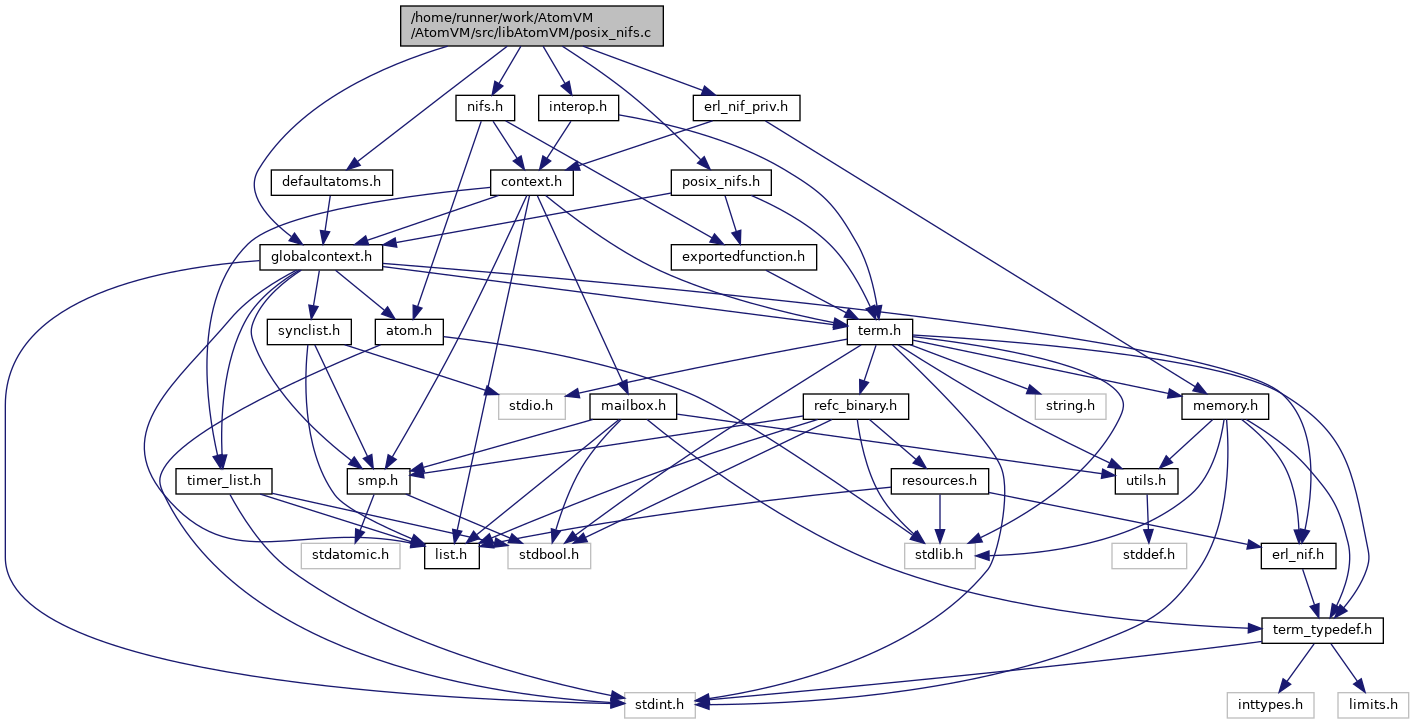 /home/runner/work/AtomVM
/AtomVM/src/libAtomVM/posix_nifs.c
nifs.h
interop.h
erl_nif_priv.h
defaultatoms.h
context.h
posix_nifs.h
globalcontext.h
exportedfunction.h
synclist.h
atom.h
term.h
stdio.h
mailbox.h
refc_binary.h
string.h
memory.h
timer_list.h
smp.h
resources.h
utils.h
stdatomic.h
list.h
stdbool.h
stdlib.h
stddef.h
erl_nif.h
term_typedef.h
stdint.h
inttypes.h
limits.h